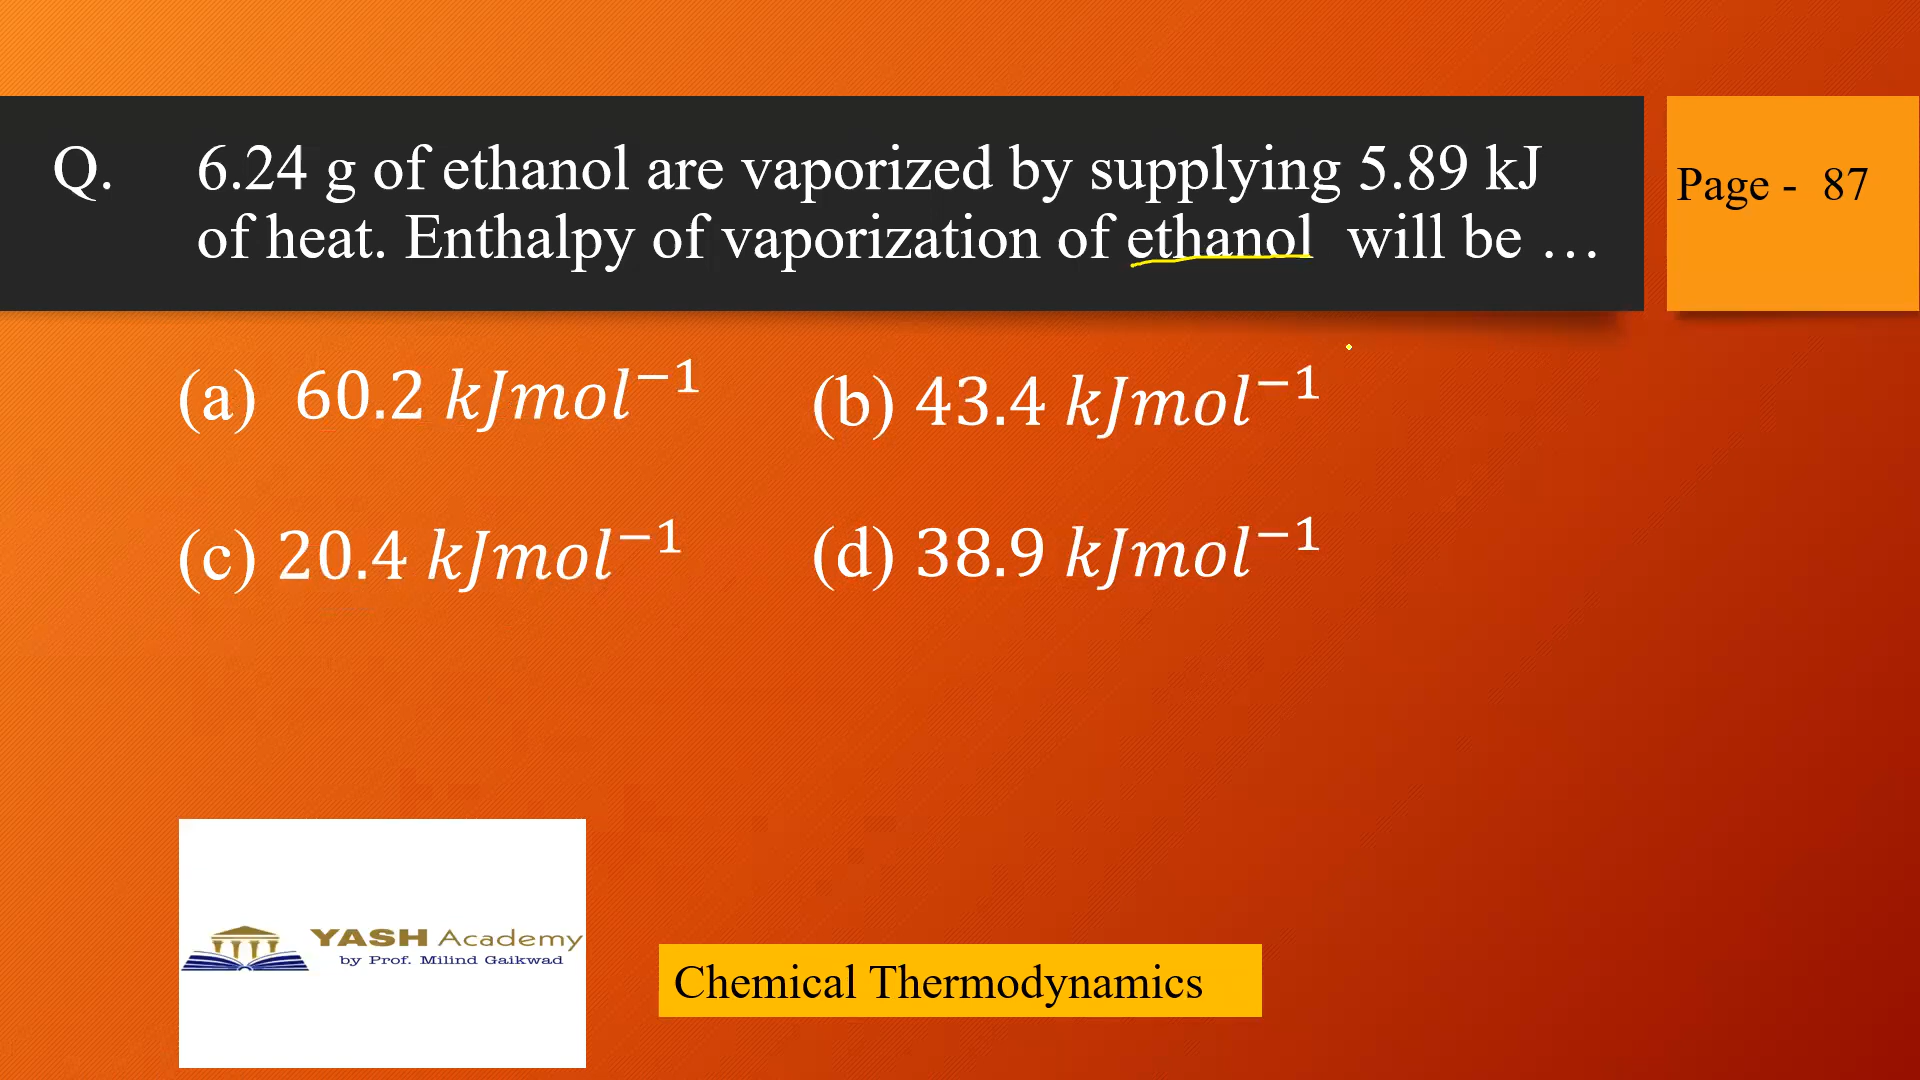 Q. 6.24 g of ethanol are vaporized by supplying 5.89 kJ
of heat. Enthalpy of vaporization of ethanol will be …
Page - 87
(a) 60.2 kJmol⁻¹ (b) 43.4 kJmol⁻¹
(c) 20.4 kJmol⁻¹ (d) 38.9 kJmol⁻¹
YASH Academy
by Prof. Milind Gaikwad
Chemical Thermodynamics